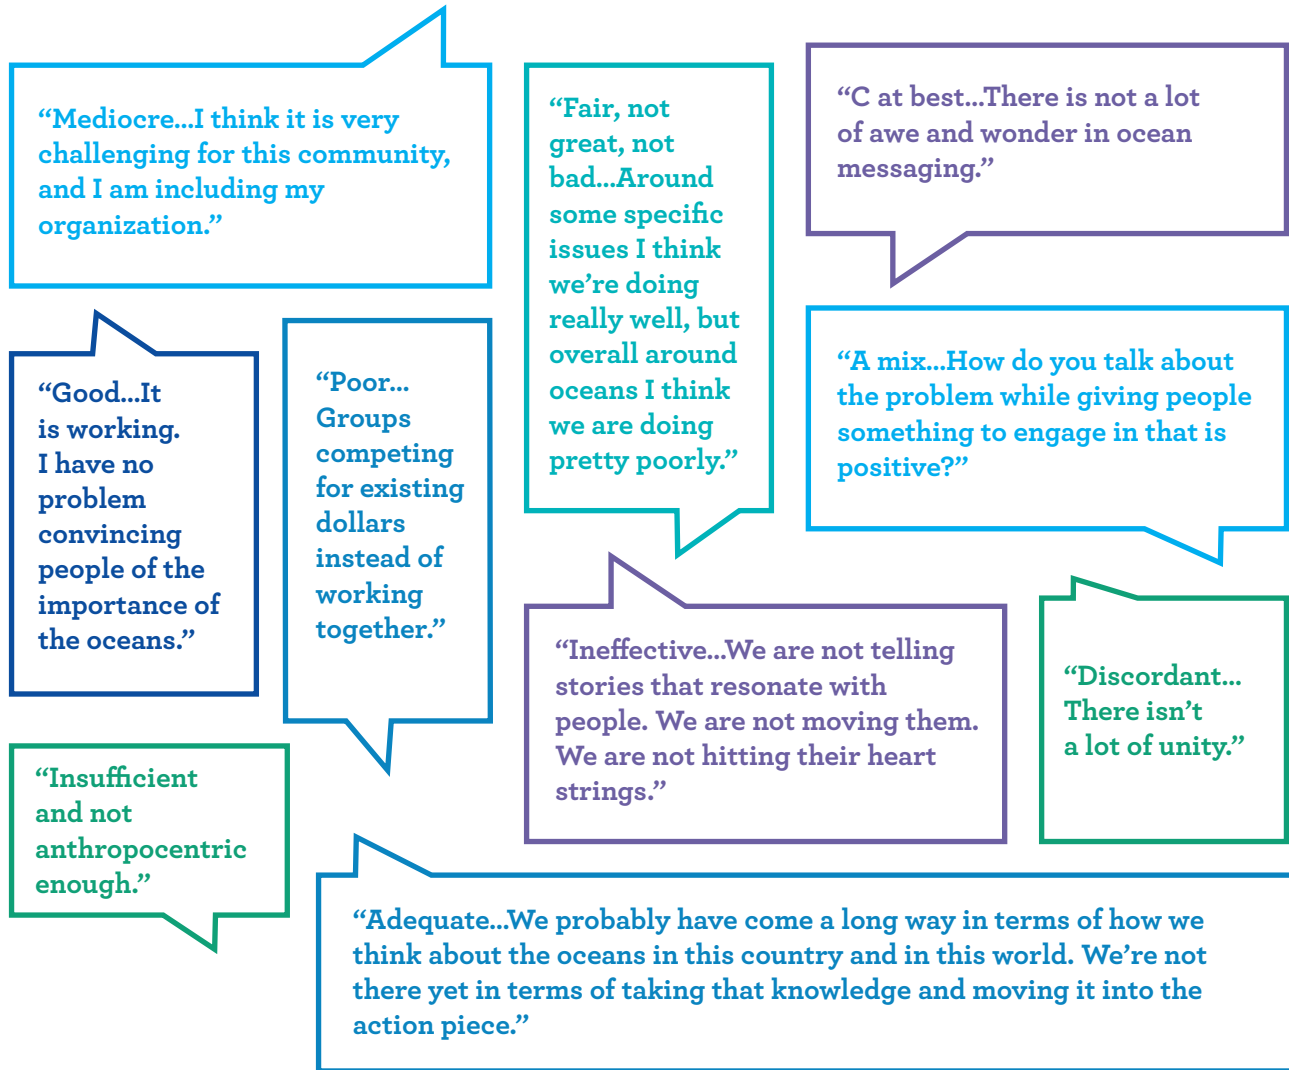 “Mediocre...I think it is very
challenging for this community,
and I am including my
organization.”
“Fair, not
great, not
bad...Around
some specific
issues I think
we’re doing
really well, but
overall around
oceans I think
we are doing
pretty poorly.”
“C at best...There is not a lot
of awe and wonder in ocean
messaging.”
“Good...It
is working.
I have no
problem
convincing
people of the
importance of
the oceans.”
“Poor...
Groups
competing
for existing
dollars
instead of
working
together.”
“A mix...How do you talk about
the problem while giving people
something to engage in that is
positive?”
“Ineffective...We are not telling
stories that resonate with
people. We are not moving them.
We are not hitting their heart
strings.”
“Discordant...
There isn’t
a lot of unity.”
“Insufficient
and not
anthropocentric
enough.”
“Adequate...We probably have come a long way in terms of how we
think about the oceans in this country and in this world. We’re not
there yet in terms of taking that knowledge and moving it into the
action piece.”